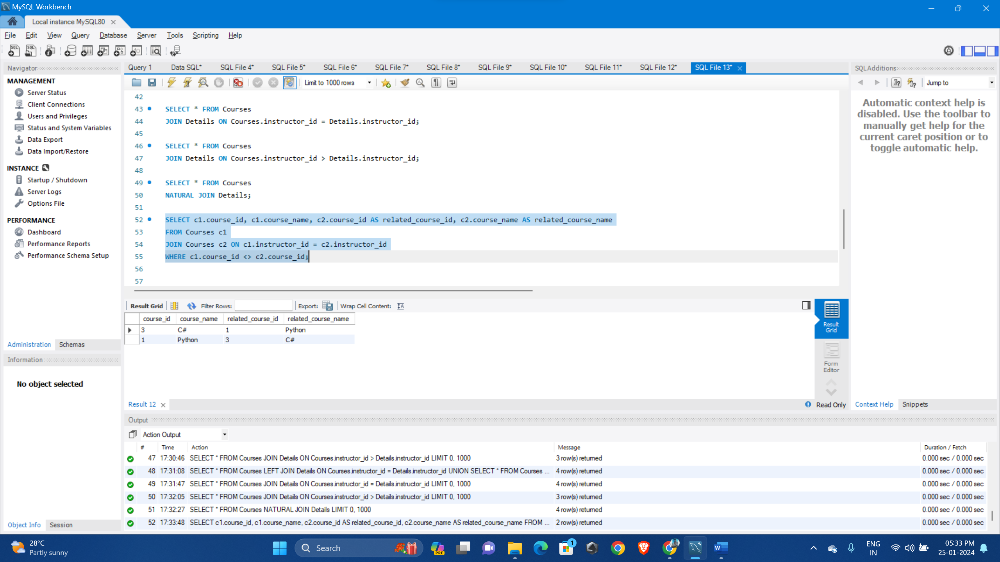 MySQL Workbench
Local instance MySQL80
File Edit View Query Database Server Tools Scripting Help
Navigator
MANAGEMENT
Server Status
Client Connections
Users and Privileges
Status and System Variables
Data Export
Data Import/Restore
INSTANCE
Startup / Shutdown
Server Logs
Options File
PERFORMANCE
Dashboard
Performance Reports
Performance Schema Setup
Administration Schemas
Information
No object selected
Object Info Session
Query 1 Data SQL* SQL File 4* SQL File 5* SQL File 6* SQL File 7* SQL File 8* SQL File 9* SQL File 10* SQL File 11* SQL File 12* SQL File 13*
Limit to 1000 rows
42
43 SELECT * FROM Courses
44 JOIN Details ON Courses.instructor_id = Details.instructor_id;
45
46 SELECT * FROM Courses
47 JOIN Details ON Courses.instructor_id > Details.instructor_id;
48
49 SELECT * FROM Courses
50 NATURAL JOIN Details;
51
52 SELECT c1.course_id, c1.course_name, c2.course_id AS related_course_id, c2.course_name AS related_course_name
53 FROM Courses c1
54 JOIN Courses c2 ON c1.instructor_id = c2.instructor_id
55 WHERE c1.course_id <> c2.course_id;
56
57
Result Grid Filter Rows: Export: Wrap Cell Content:
course_id course_name related_course_id related_course_name
3 C# 1 Python
1 Python 3 C#
Result Grid
Form Editor
Result 12
Read Only
SQLAdditions
Jump to
Automatic context help is
disabled. Use the toolbar to
manually get help for the
current caret position or to
toggle automatic help.
Context Help Snippets
Output
Action Output
# Time Action Message Duration / Fetch
47 17:30:46 SELECT * FROM Courses JOIN Details ON Courses.instructor_id > Details.instructor_id LIMIT 0, 1000 3 row(s) returned 0.000 sec / 0.000 sec
48 17:31:08 SELECT * FROM Courses LEFT JOIN Details ON Courses.instructor_id = Details.instructor_id UNION SELECT * FROM Courses ... 4 row(s) returned 0.000 sec / 0.000 sec
49 17:31:47 SELECT * FROM Courses JOIN Details ON Courses.instructor_id = Details.instructor_id LIMIT 0, 1000 4 row(s) returned 0.000 sec / 0.000 sec
50 17:32:05 SELECT * FROM Courses JOIN Details ON Courses.instructor_id > Details.instructor_id LIMIT 0, 1000 3 row(s) returned 0.000 sec / 0.000 sec
51 17:32:27 SELECT * FROM Courses NATURAL JOIN Details LIMIT 0, 1000 4 row(s) returned 0.000 sec / 0.000 sec
52 17:33:48 SELECT c1.course_id, c1.course_name, c2.course_id AS related_course_id, c2.course_name AS related_course_name FROM ... 2 row(s) returned 0.000 sec / 0.000 sec
28°C
Partly sunny
Search
PRE
1
W
ENG
IN
05:33 PM
25-01-2024